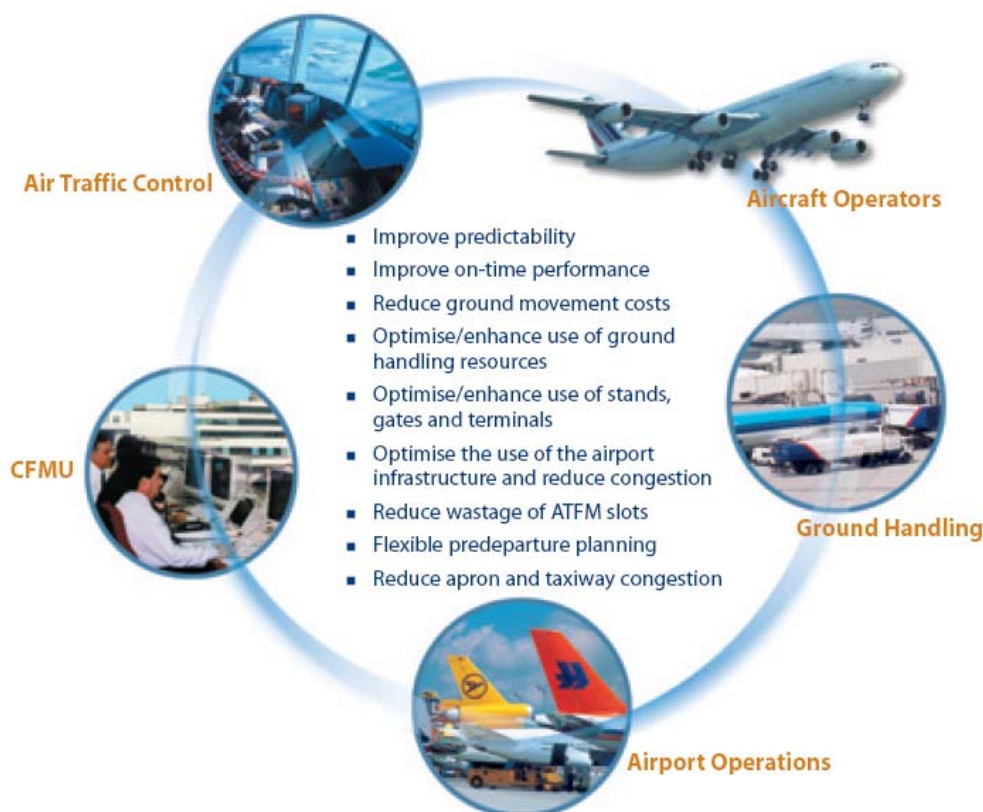 Air Traffic Control
Aircraft Operators
▪ Improve predictability
▪ Improve on-time performance
▪ Reduce ground movement costs
▪ Optimise/enhance use of ground
handling resources
▪ Optimise/enhance use of stands,
gates and terminals
▪ Optimise the use of the airport
infrastructure and reduce congestion
▪ Reduce wastage of ATFM slots
▪ Flexible predeparture planning
▪ Reduce apron and taxiway congestion
CFMU
Ground Handling
Airport Operations